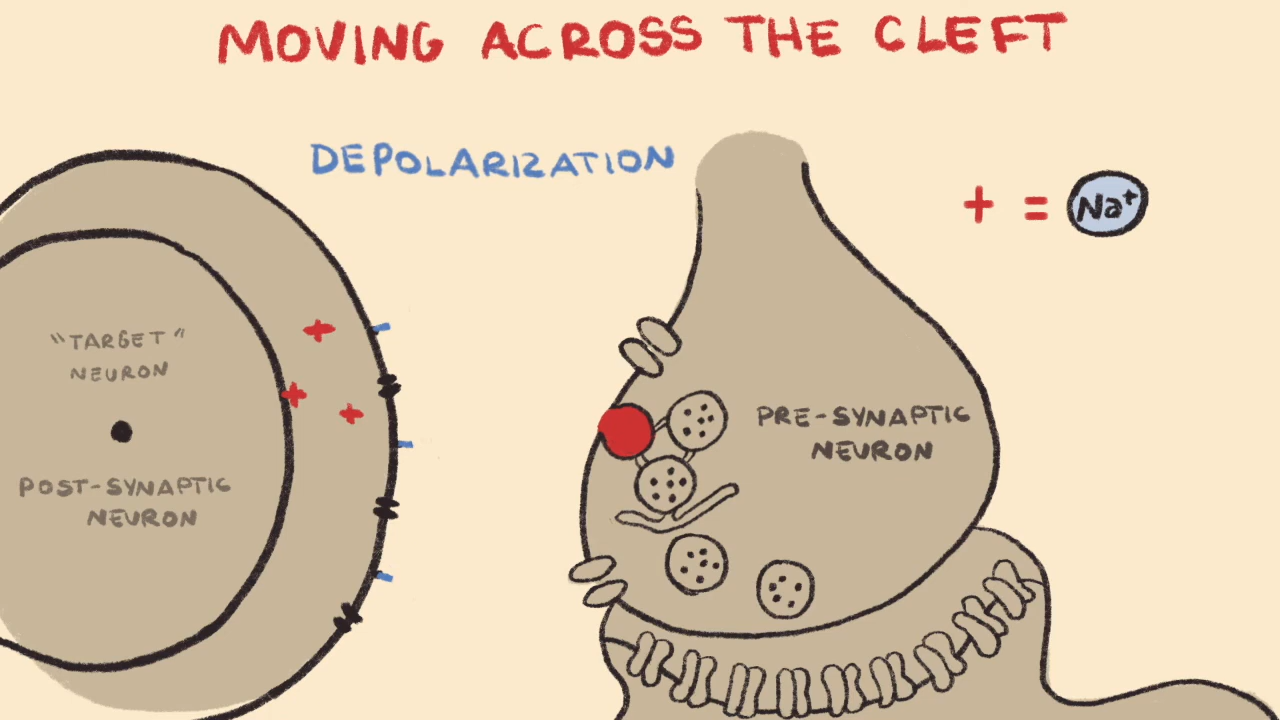 MOVING ACROSS THE CLEFT
DEPOLARIZATION
+ = Na+
"TARGET"
NEURON
POST-SYNAPTIC
NEURON
PRE-SYNAPTIC
NEURON